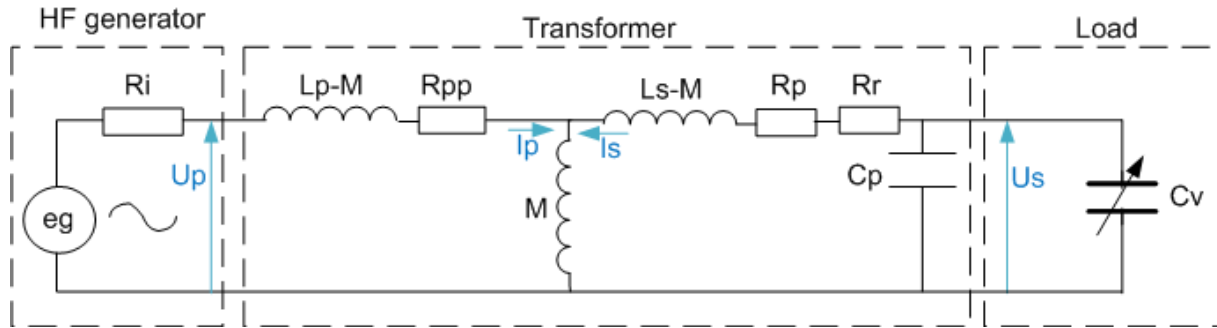 HF generator Transformer Load
Ri Lp-M Rpp Ls-M Rp Rr
Ip Is
Up Cp Us Cv
eg M